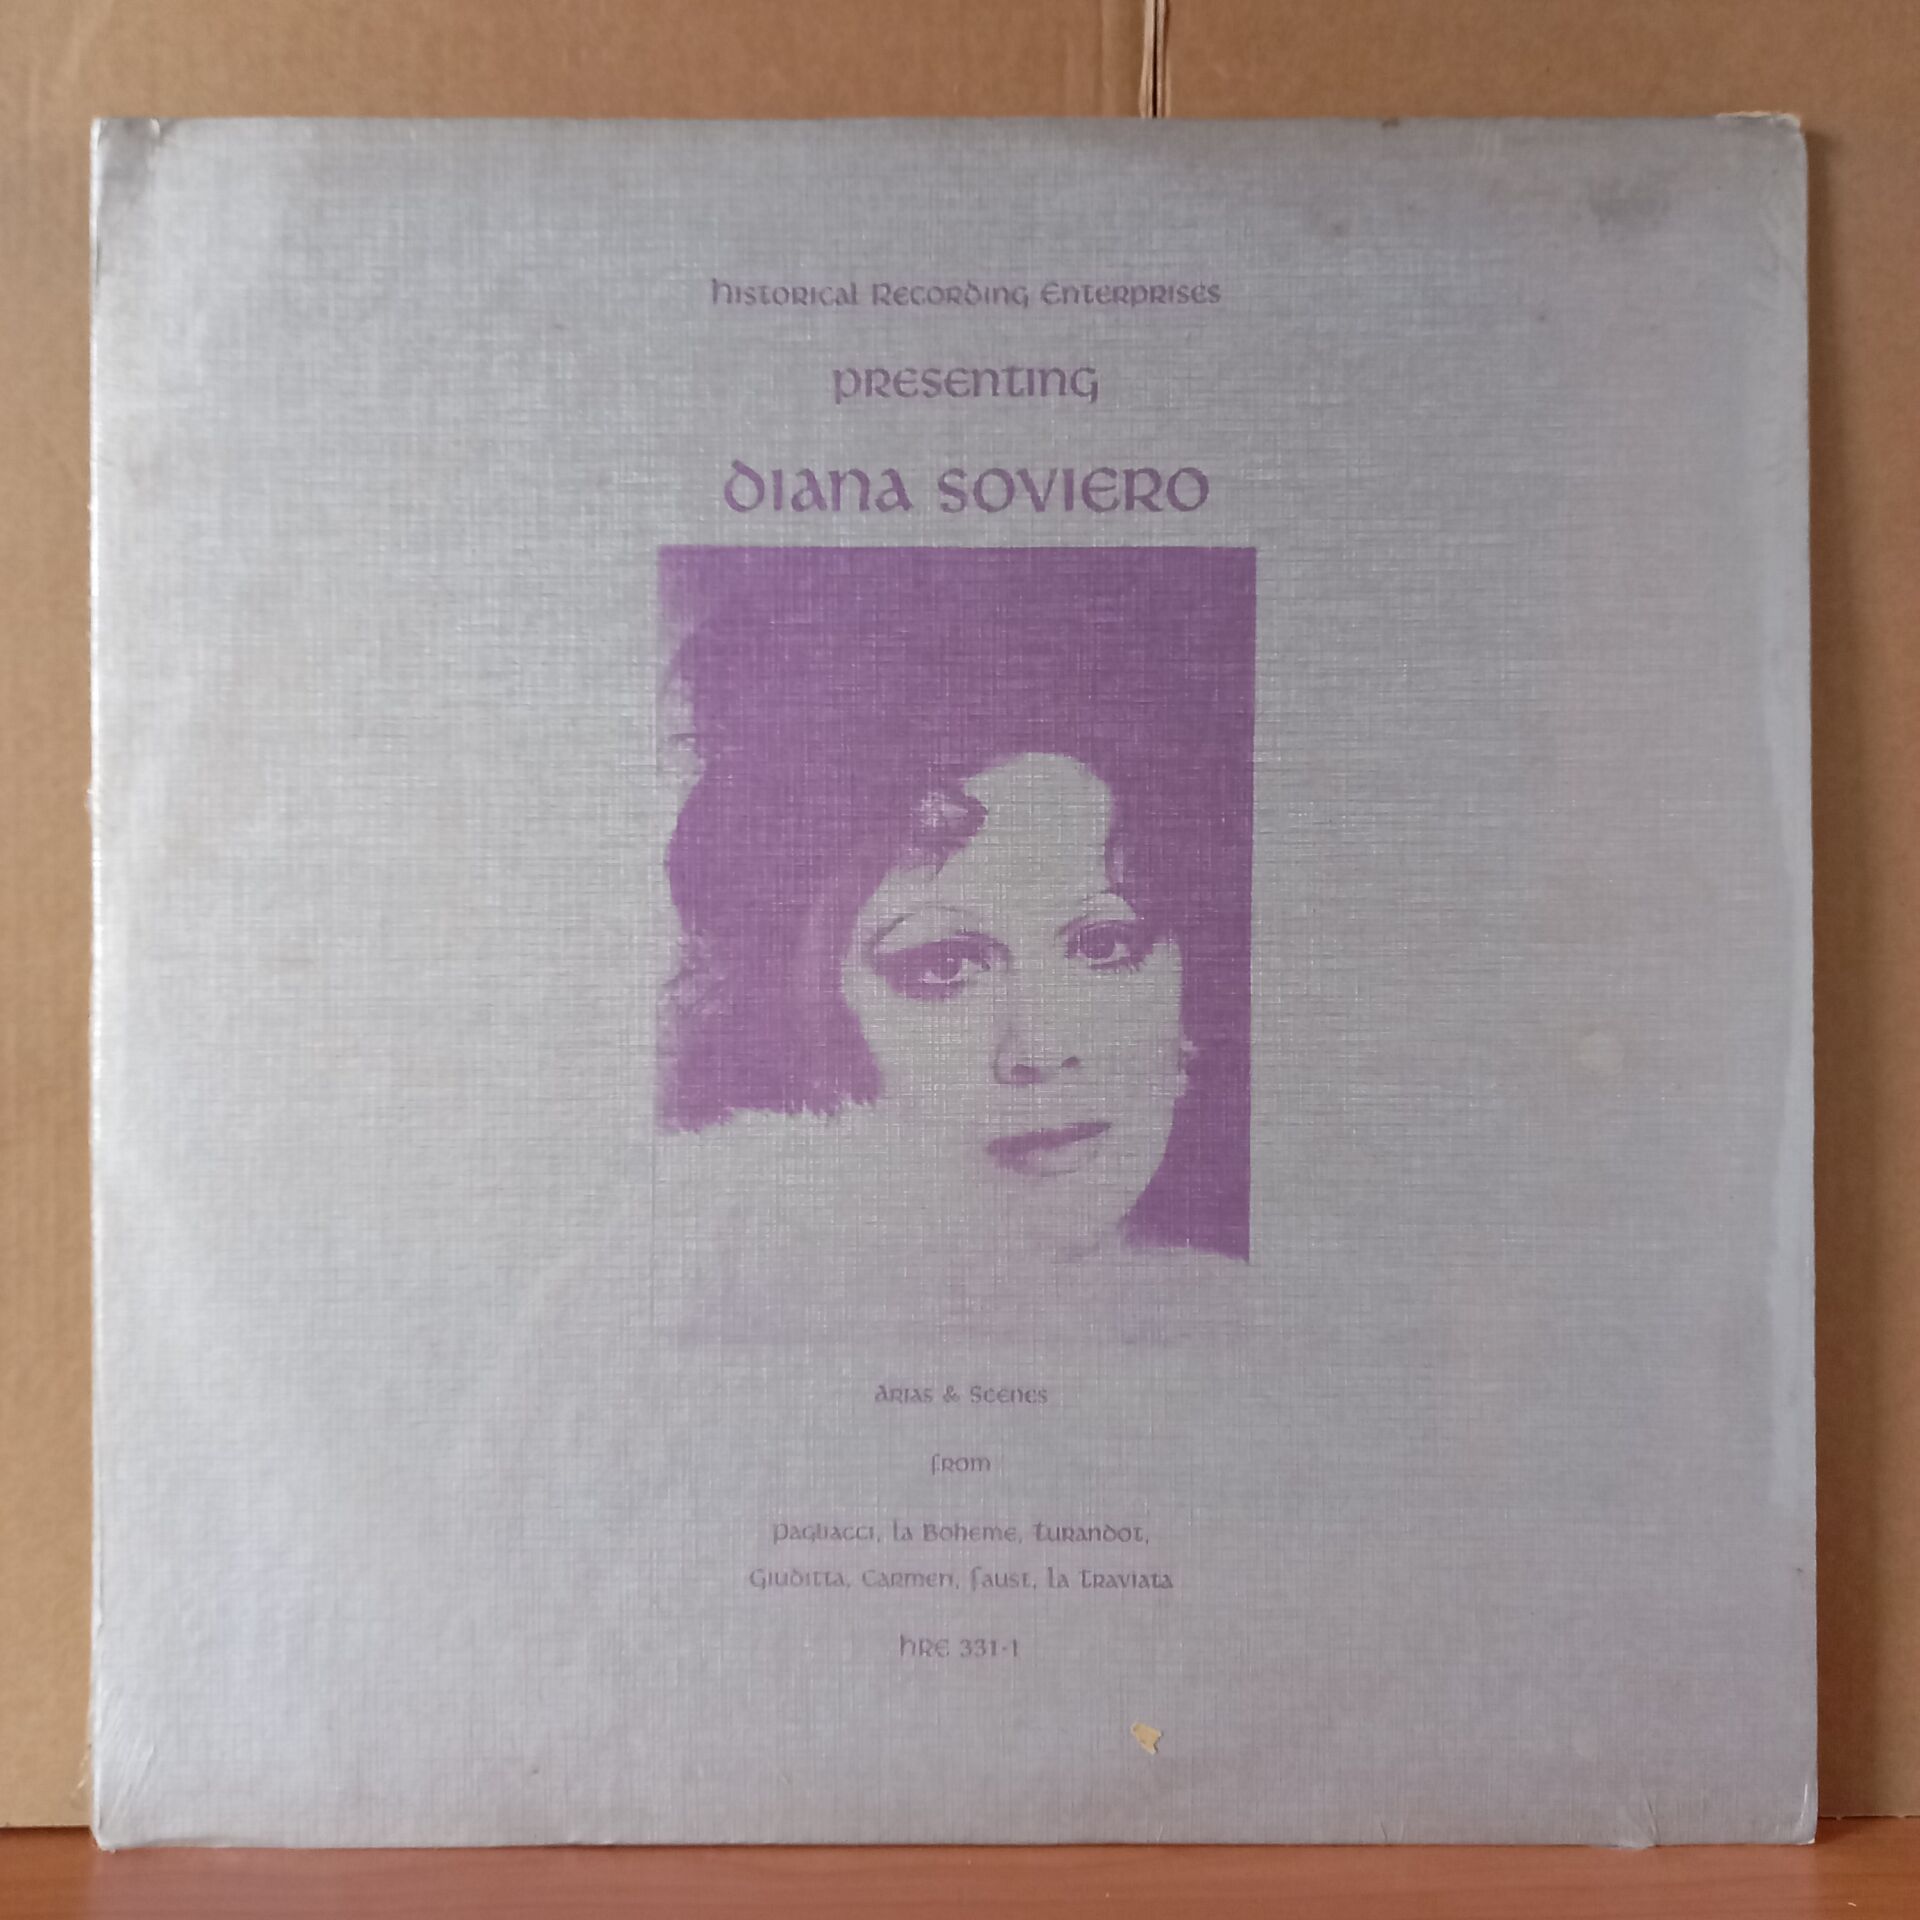 Historical Recording Enterprises
Presenting
Diana Soviero
Arias & Scenes
from
Pagliacci, La Boheme, Turandot,
Giuditta, Carmen, Faust, La Traviata
HRE 331-1